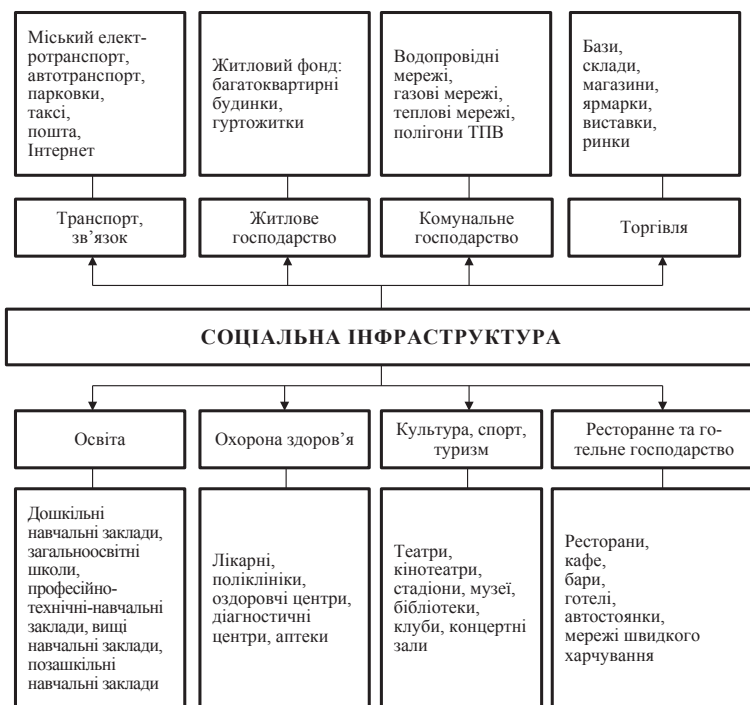 Міський елект-
ротранспорт,
автотранспорт,
парковки,
таксі,
пошта,
Інтернет
Житловий фонд:
багатоквартирні
будинки,
гуртожитки
Водопровідні
мережі,
газові мережі,
теплові мережі,
полігони ТПВ
Бази,
склади,
магазини,
ярмарки,
виставки,
ринки
Транспорт,
зв’язок
Житлове
господарство
Комунальне
господарство
Торгівля
СОЦІАЛЬНА ІНФРАСТРУКТУРА
Освіта
Охорона здоров’я
Культура, спорт,
туризм
Ресторанне та го-
тельне господарство
Дошкільні
навчальні заклади,
загальноосвітні
школи,
професійно-
технічні-навчальні
заклади, вищі
навчальні заклади,
позашкільні
навчальні заклади
Лікарні,
поліклініки,
оздоровчі центри,
діагностичні
центри, аптеки
Театри,
кінотеатри,
стадіони, музеї,
бібліотеки,
клуби, концертні
зали
Ресторани,
кафе,
бари,
готелі,
автостоянки,
мережі швидкого
харчування